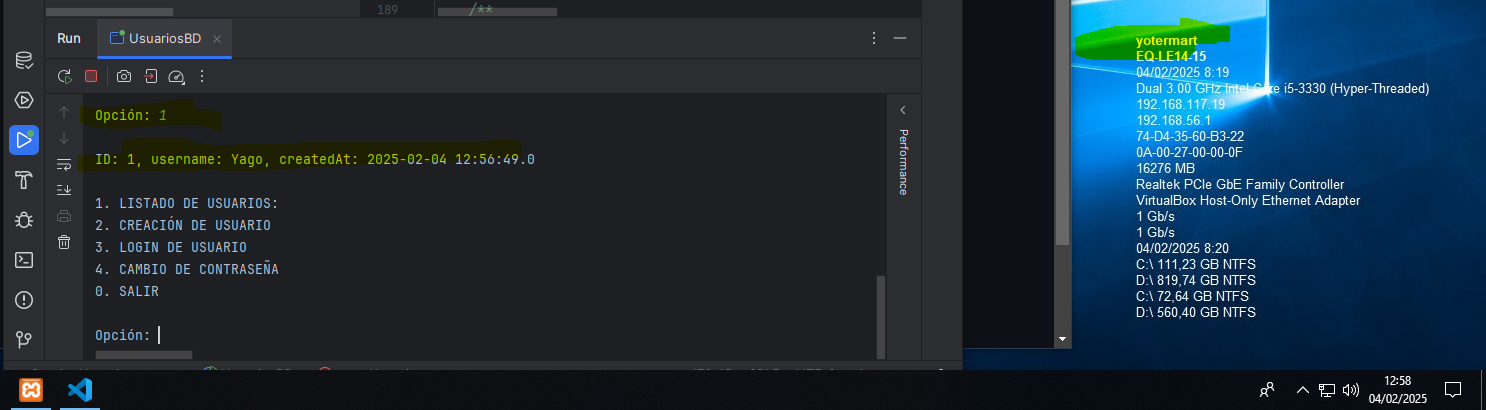 189
/**
Run
UsuariosBD
Opción: 1
ID: 1, username: Yago, createdAt: 2025-02-04 12:56:49.0
1. LISTADO DE USUARIOS:
2. CREACIÓN DE USUARIO
3. LOGIN DE USUARIO
4. CAMBIO DE CONTRASEÑA
0. SALIR
Opción:
Performance
yotermart
EQ-LE14-15
04/02/2025 8:19
Dual 3.00 GHz Intel Core i5-3330 (Hyper-Threaded)
192.168.117.19
192.168.56.1
74-D4-35-60-B3-22
0A-00-27-00-00-0F
16276 MB
Realtek PCIe GbE Family Controller
VirtualBox Host-Only Ethernet Adapter
1 Gb/s
1 Gb/s
04/02/2025 8:20
C:\ 111,23 GB NTFS
D:\ 819,74 GB NTFS
C:\ 72,64 GB NTFS
D:\ 560,40 GB NTFS
12:58
04/02/2025